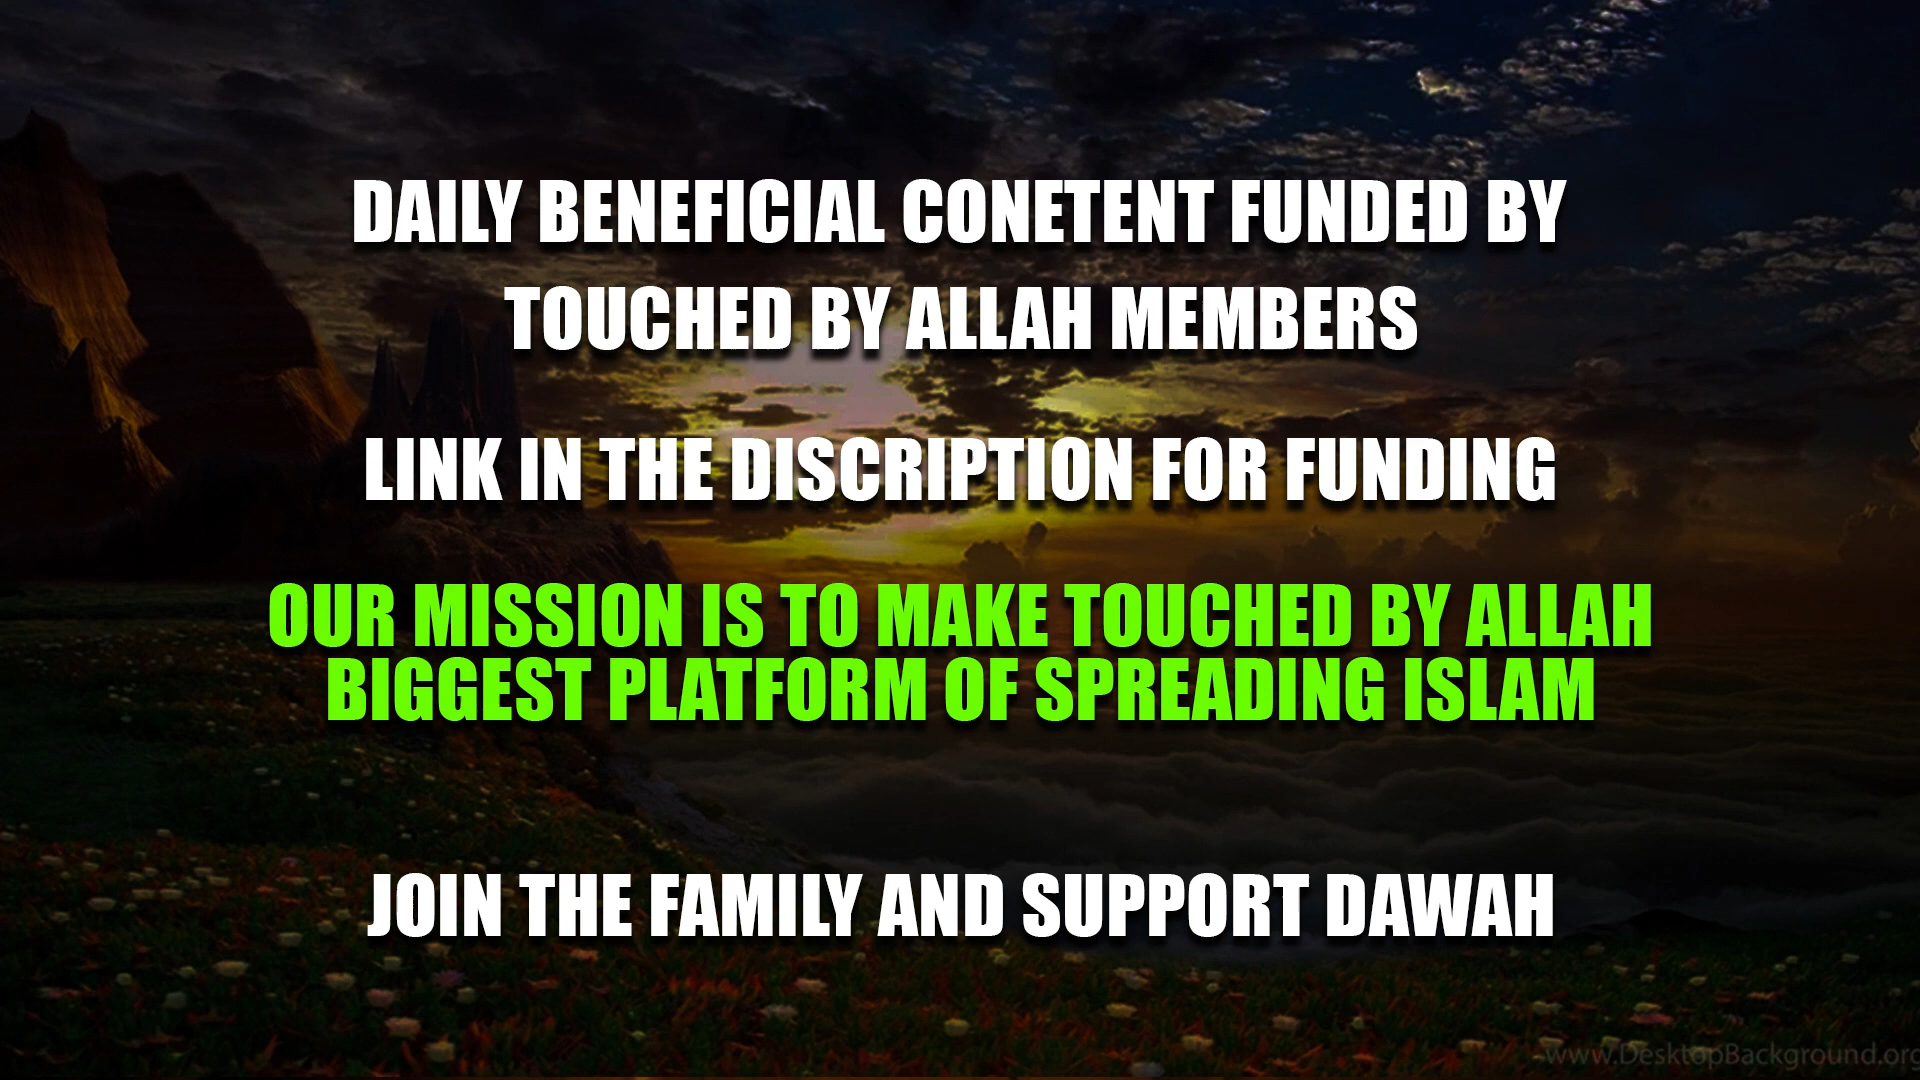 DAILY BENEFICIAL CONETENT FUNDED BY
TOUCHED BY ALLAH MEMBERS
LINK IN THE DISCRIPTION FOR FUNDING
OUR MISSION IS TO MAKE TOUCHED BY ALLAH
BIGGEST PLATFORM OF SPREADING ISLAM
JOIN THE FAMILY AND SUPPORT DAWAH
www.DesktopBackground.org